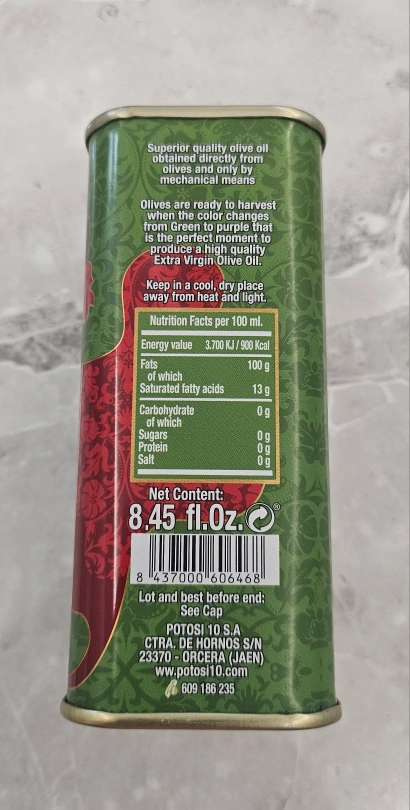 Superior quality olive oil
obtained directly from
olives and only by
mechanical means
Olives are ready to harvest
when the color changes
from Green to purple that
is the perfect moment to
produce a high quality
Extra Virgin Olive Oil.
Keep in a cool, dry place
away from heat and light.
Nutrition Facts per 100 ml.
Energy value 3.700 KJ / 900 Kcal
Fats 100 g
of which
Saturated fatty acids 13 g
Carbohydrate 0 g
of which
Sugars 0 g
Protein 0 g
Salt 0 g
Net Content:
8,45 fl.Oz. ®
8 437000 606468
Lot and best before end:
See Cap
POTOSI 10 S.A
CTRA. DE HORNOS S/N
23370 - ORCERA (JAEN)
www.potosi10.com
609 186 235